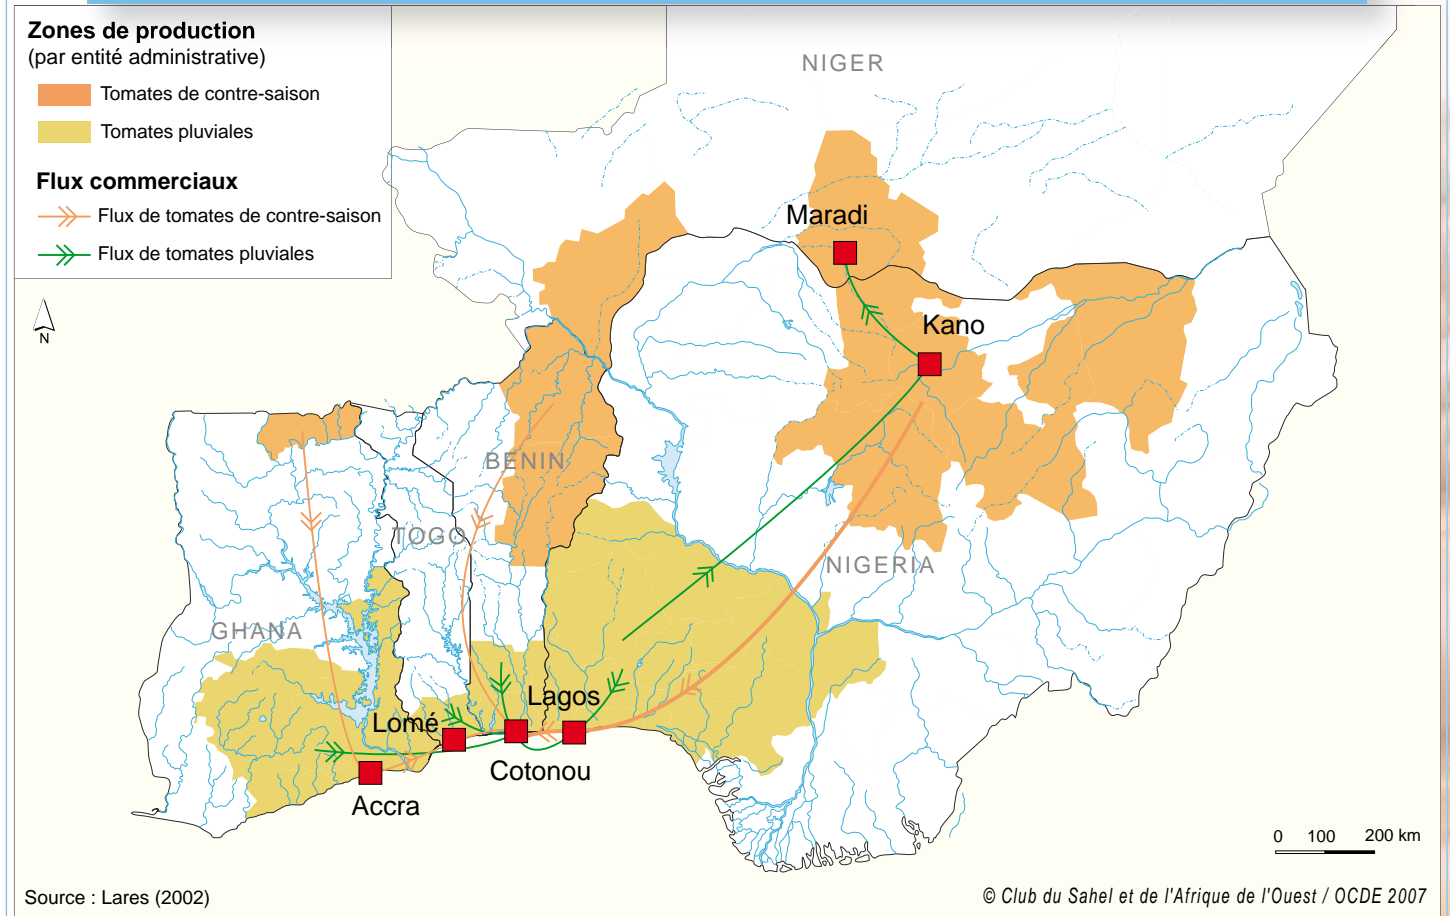 Zones de production
(par entité administrative)
Tomates de contre-saison
Tomates pluviales
Flux commerciaux
Flux de tomates de contre-saison
Flux de tomates pluviales
N
NIGER
Maradi
Kano
BENIN
TOGO
NIGERIA
GHANA
Lagos
Lomé
Cotonou
Accra
0 100 200 km
Source : Lares (2002)
© Club du Sahel et de l'Afrique de l'Ouest / OCDE 2007